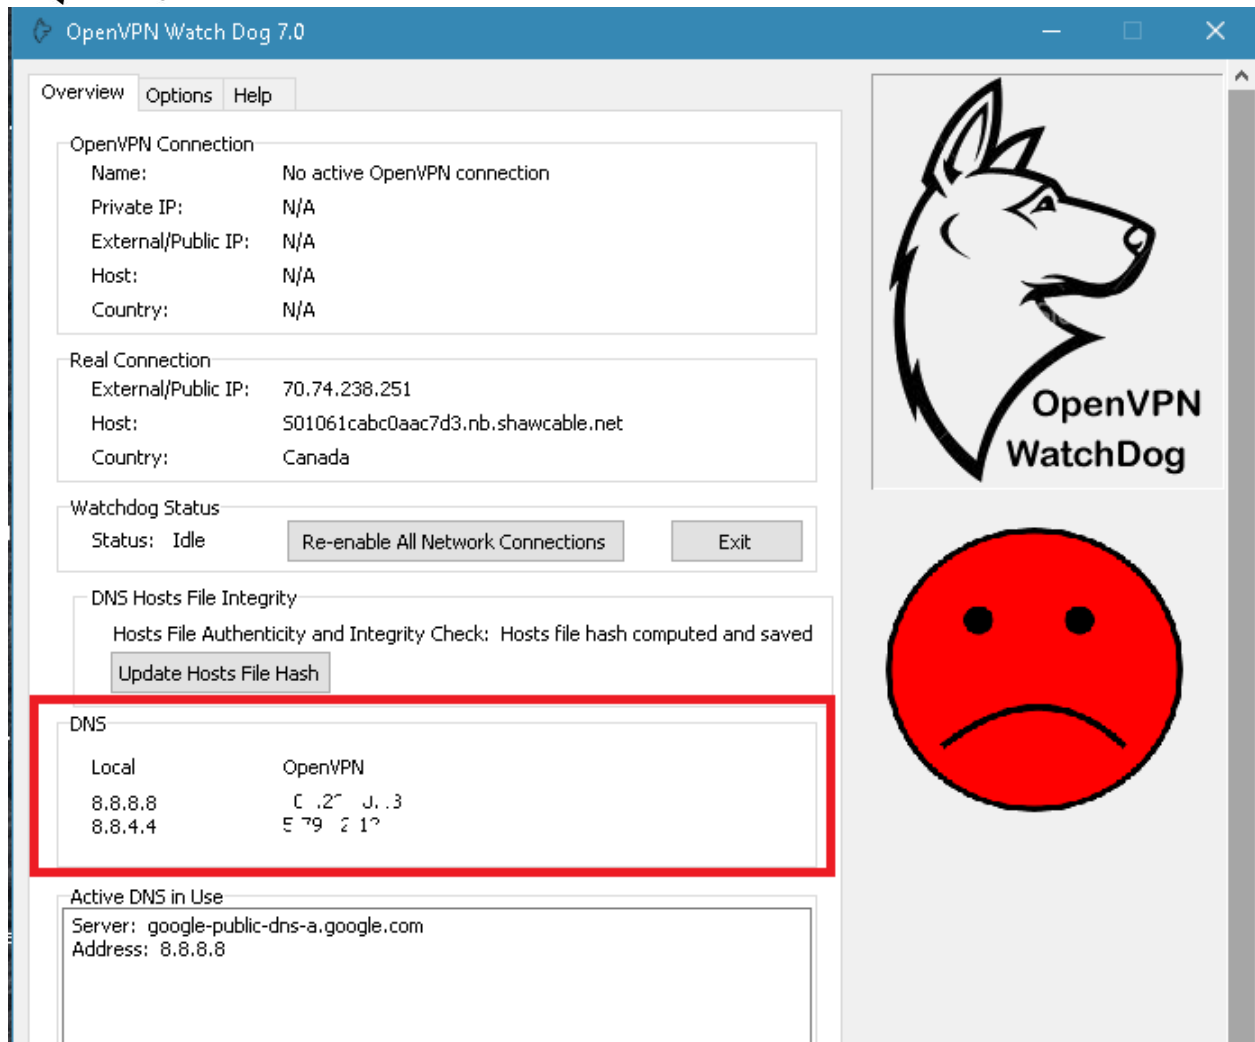 OpenVPN Watch Dog 7.0
Overview Options Help
OpenVPN Connection
Name: No active OpenVPN connection
Private IP: N/A
External/Public IP: N/A
Host: N/A
Country: N/A
Real Connection
External/Public IP: 70.74.238.251
Host: S01061cabc0aac7d3.nb.shawcable.net
Country: Canada
Watchdog Status
Status: Idle Re-enable All Network Connections Exit
DNS Hosts File Integrity
Hosts File Authenticity and Integrity Check: Hosts file hash computed and saved
Update Hosts File Hash
DNS
Local OpenVPN
8.8.8.8
8.8.4.4
Active DNS in Use
Server: google-public-dns-a.google.com
Address: 8.8.8.8
OpenVPN
WatchDog